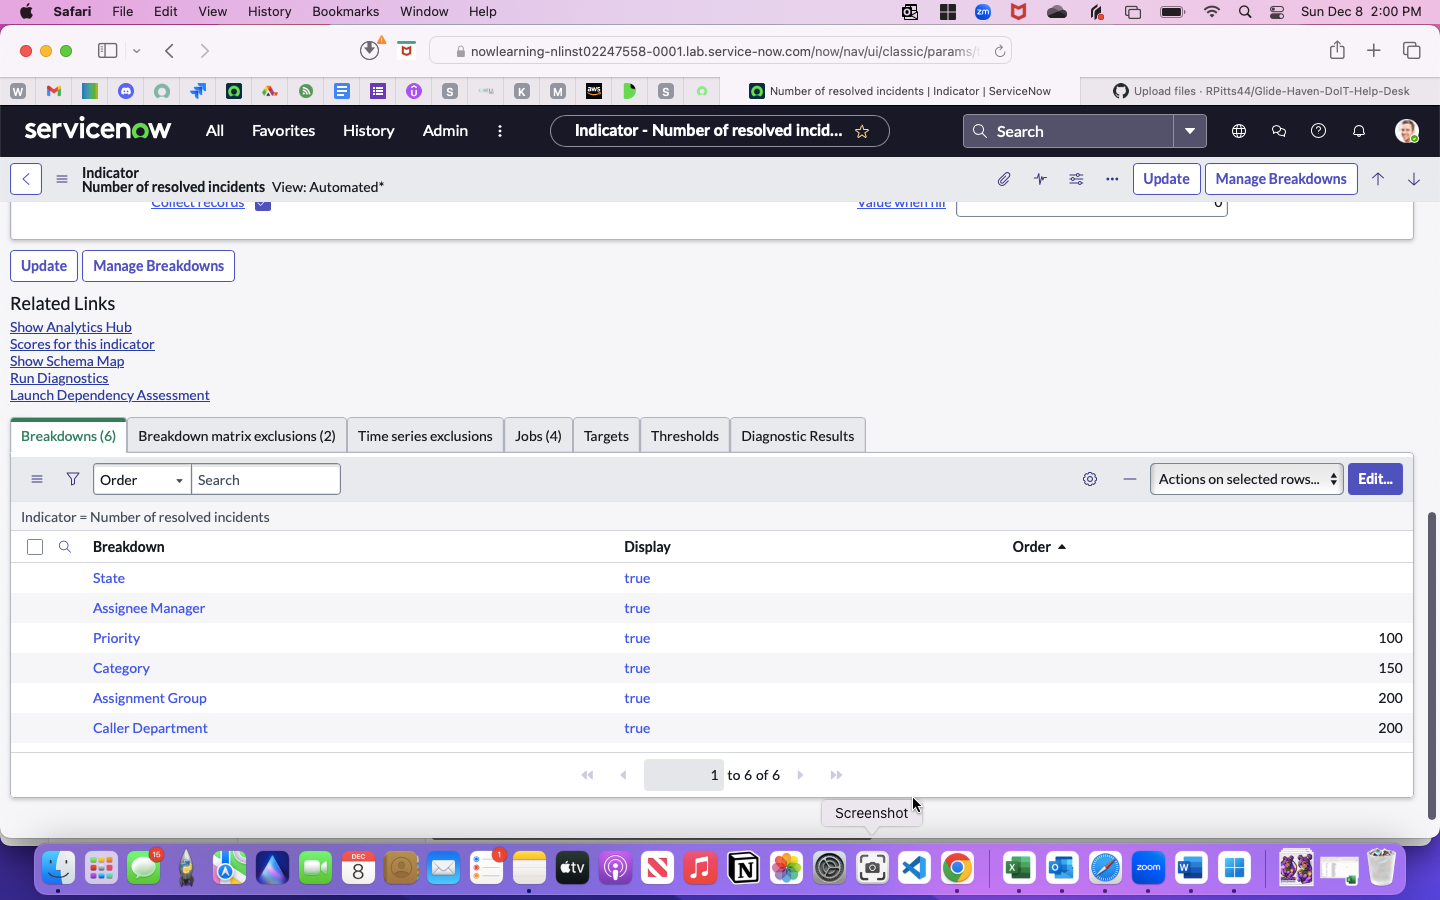 Safari File Edit View History Bookmarks Window Help zm Sun Dec 8 2:00 PM
nowlearning-nlinst02247558-0001.lab.service-now.com/now/nav/ui/classic/params/
W S K M aws S Number of resolved incidents | Indicator | ServiceNow Upload files · RPitts44/Glide-Haven-DoIT-Help-Desk
servicenow All Favorites History Admin Indicator - Number of resolved incid... Search
Indicator
Number of resolved incidents View: Automated*
Update Manage Breakdowns
Collect records Value when nil 0
Update Manage Breakdowns
Related Links
Show Analytics Hub
Scores for this indicator
Show Schema Map
Run Diagnostics
Launch Dependency Assessment
Breakdowns (6) Breakdown matrix exclusions (2) Time series exclusions Jobs (4) Targets Thresholds Diagnostic Results
Order Search Actions on selected rows... Edit...
Indicator = Number of resolved incidents
Breakdown Display Order
State true
Assignee Manager true
Priority true 100
Category true 150
Assignment Group true 200
Caller Department true 200
1 to 6 of 6
Screenshot
15 DEC 8 1 tv zoom